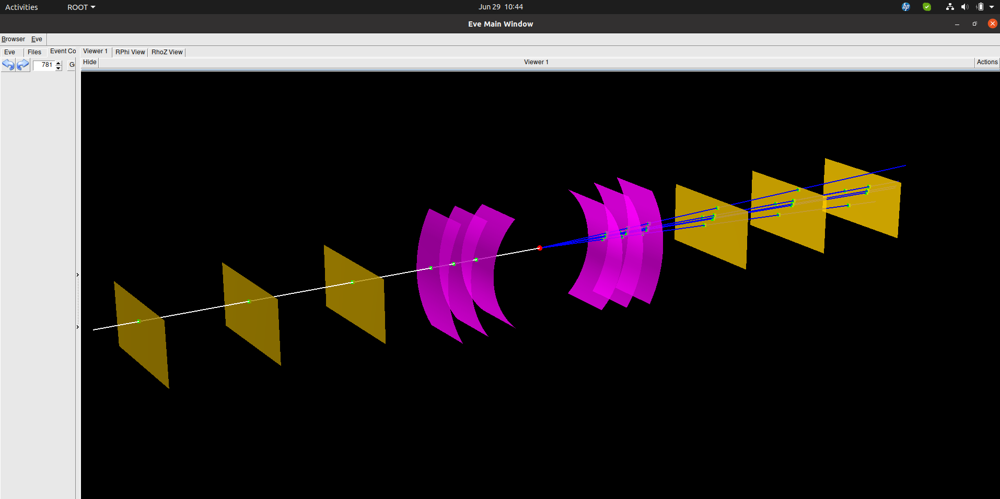 Activities ROOT Jun 29 10:44
Eve Main Window
Browser Eve
Eve Files Event Co Viewer 1 RPhi View RhoZ View
781 G Hide Viewer 1 Actions
hp